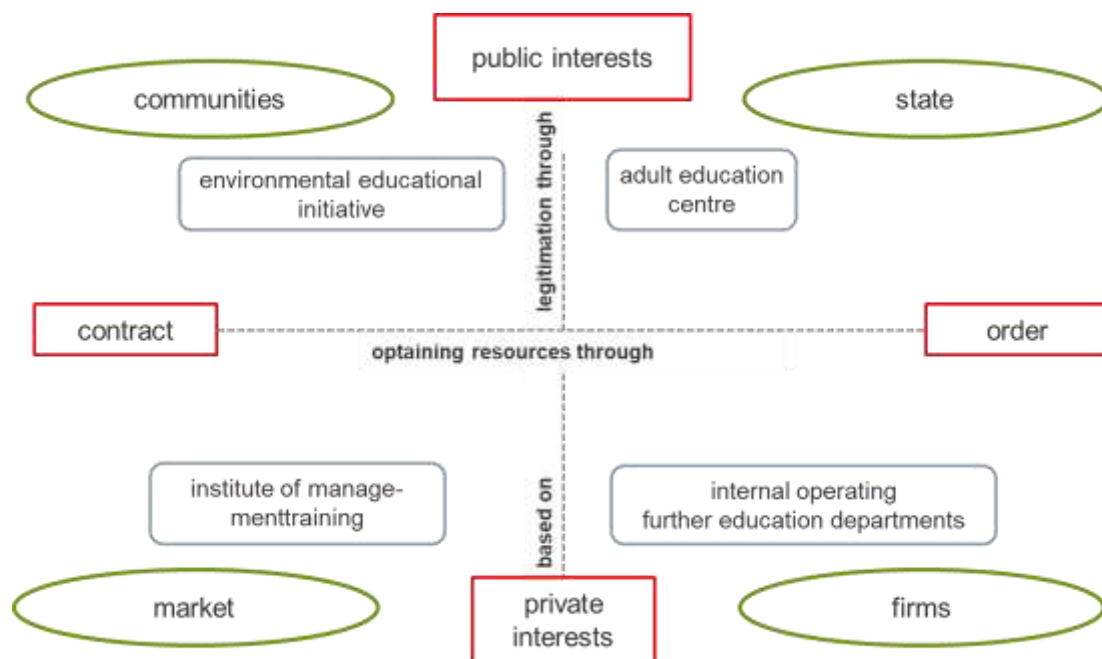 public interests
communities
state
environmental educational
initiative
adult education
centre
legitimation through
contract
order
optaining resources through
institute of manage-
menttraining
internal operating
further education departments
based on
market
private
interests
firms